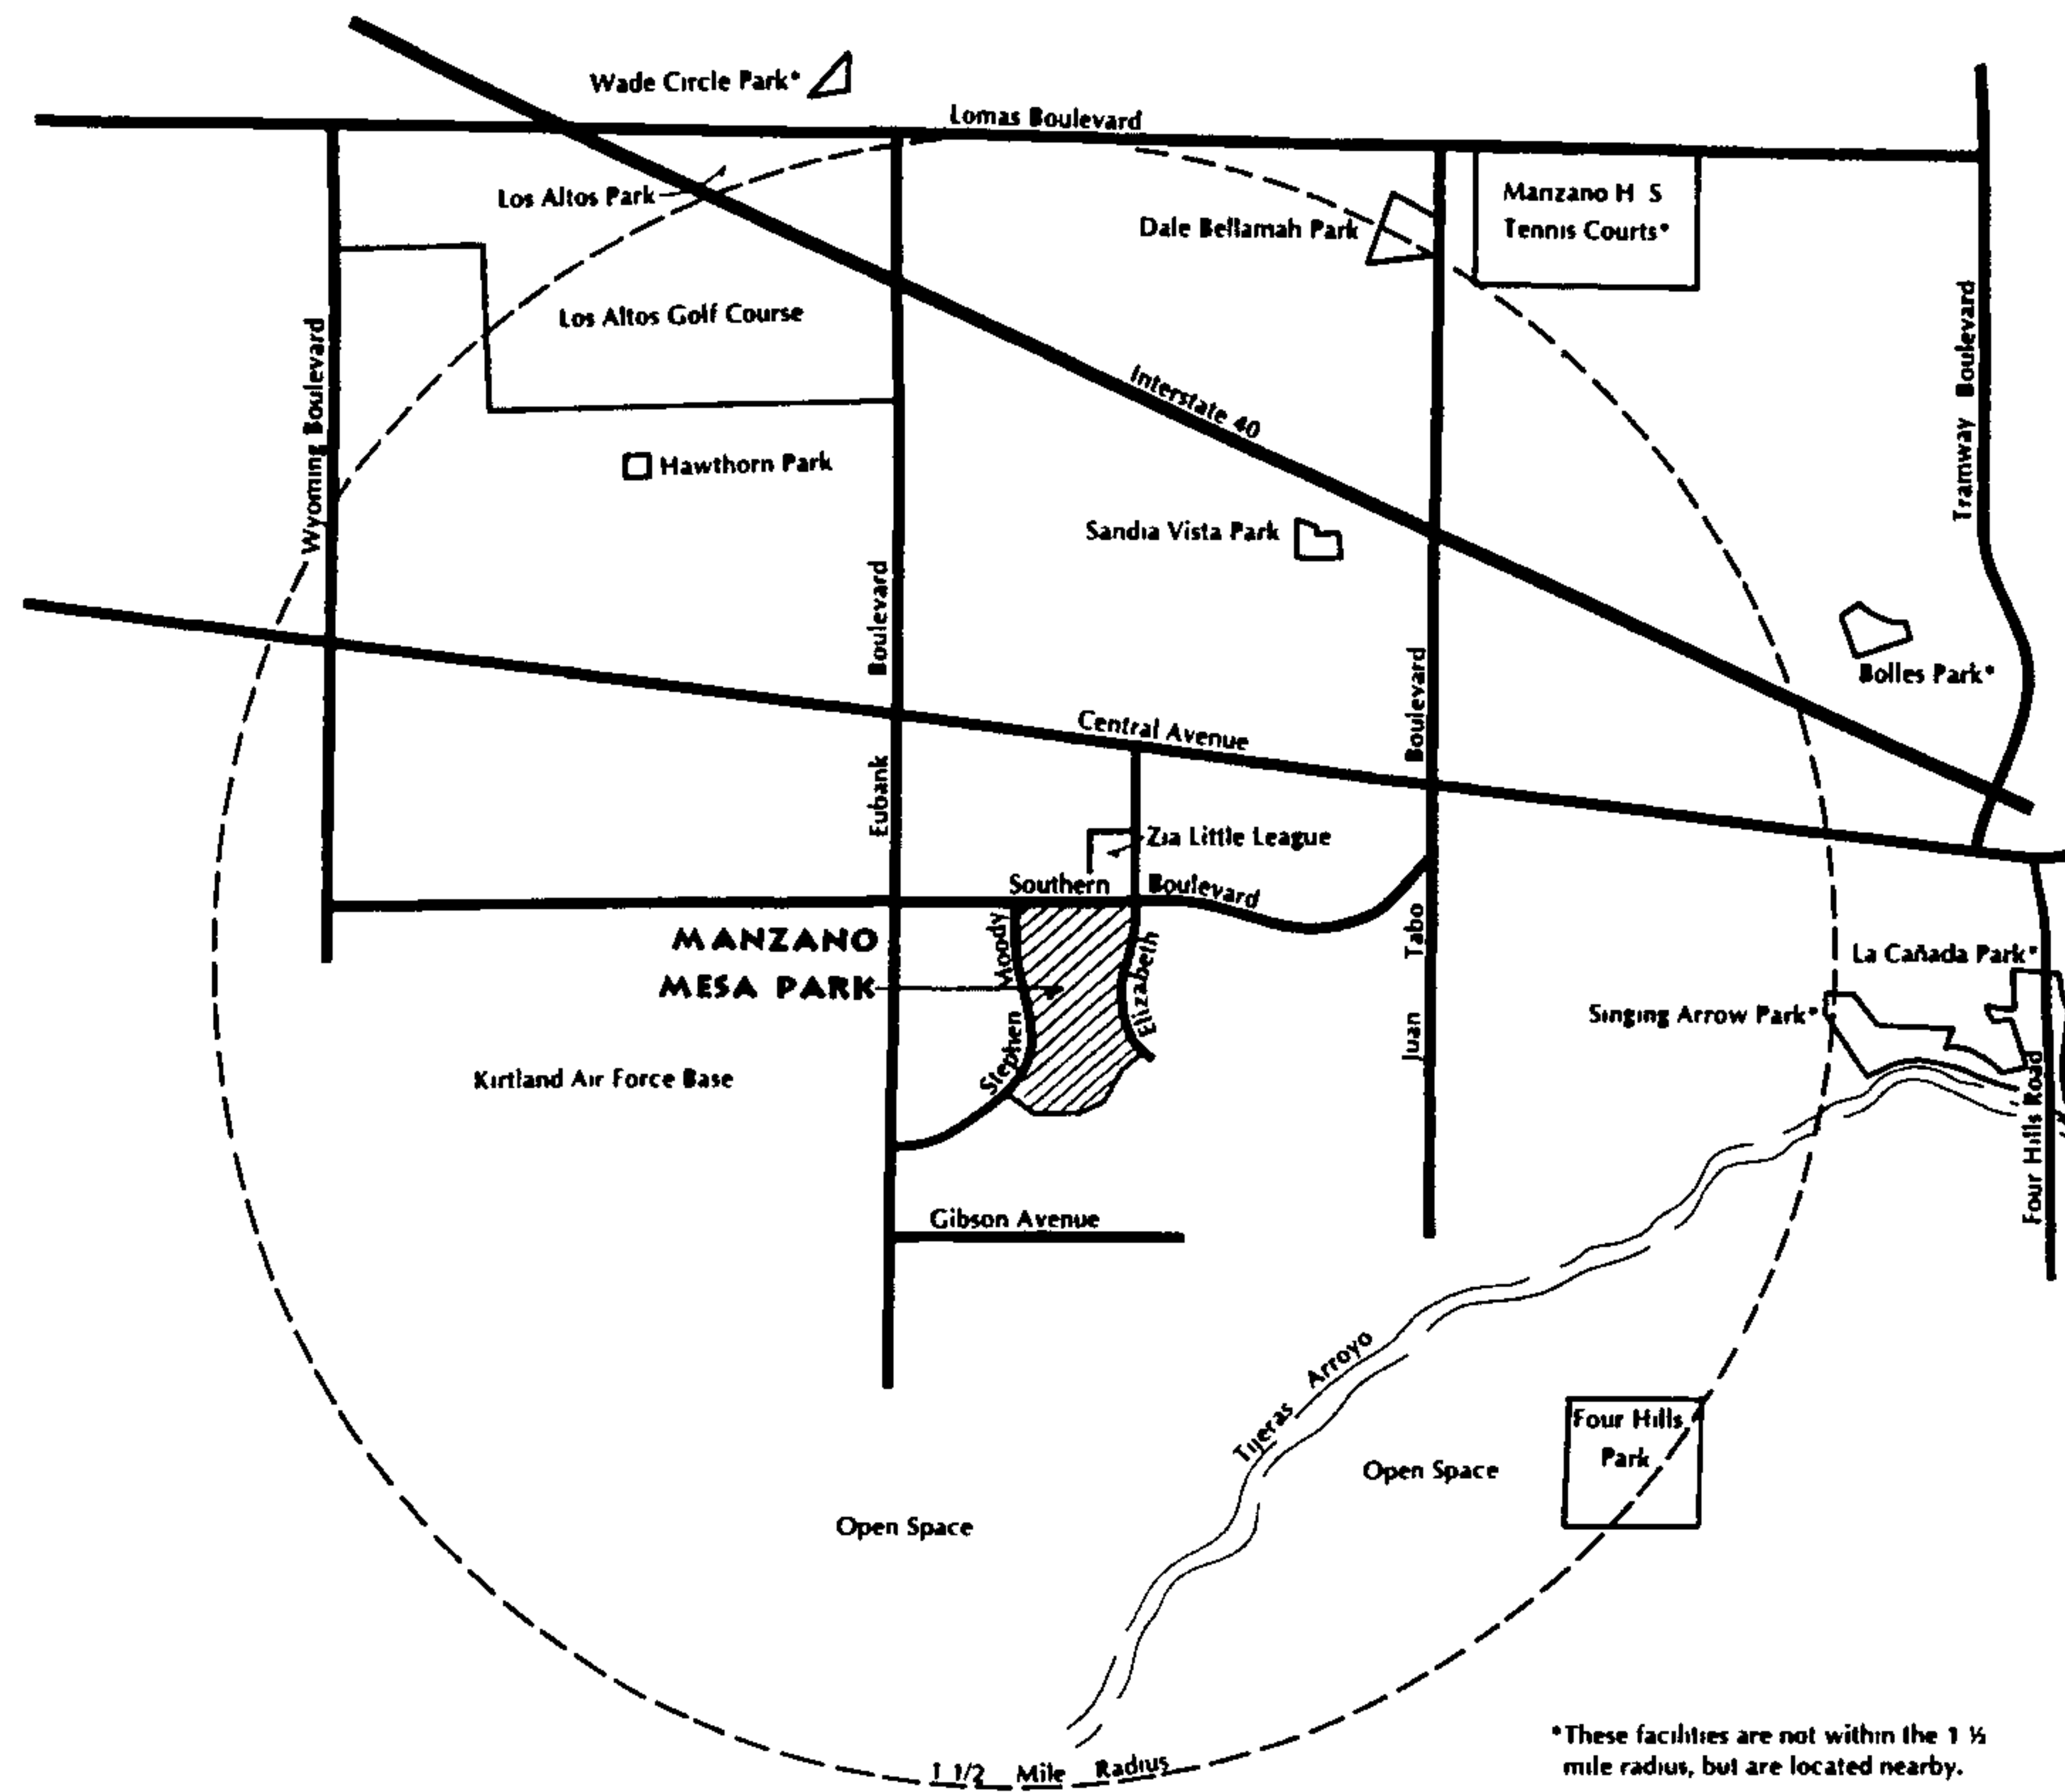 Wade Circle Park*
Lomas Boulevard
Los Altos Park
Manzano H S
Tennis Courts*
Dale Bellamah Park
Los Altos Golf Course
Wyoming Boulevard
Tramway Boulevard
Interstate 40
Hawthorn Park
Sandia Vista Park
Eubank Boulevard
Juan Tabo Boulevard
Bolles Park*
Central Avenue
Zia Little League
Southern Boulevard
MANZANO
MESA PARK
Moody
Stephen
Elizabeth
La Cañada Park*
Singing Arrow Park*
Four Hills Road
Kirtland Air Force Base
Gibson Avenue
Tijeras Arroyo
Four Hills
Park
Open Space
Open Space
1 1/2 Mile Radius
*These facilities are not within the 1 ½
mile radius, but are located nearby.